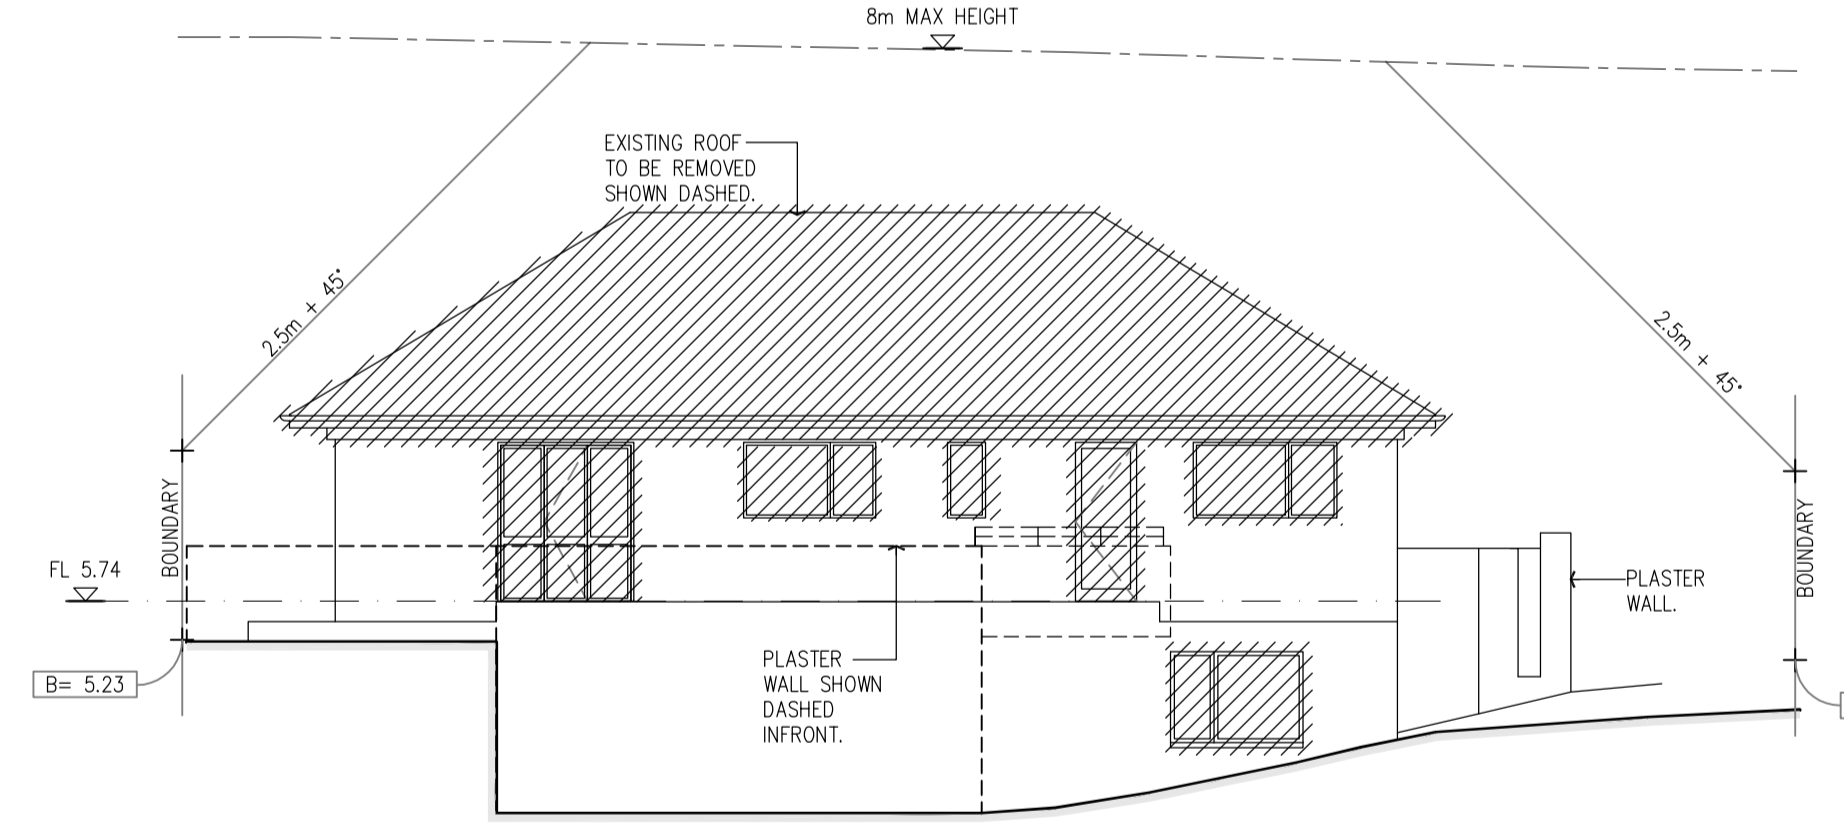 8m MAX HEIGHT
EXISTING ROOF
TO BE REMOVED
SHOWN DASHED.
2.5m + 45°
2.5m + 45°
BOUNDARY
FL 5.74
B= 5.23
PLASTER
WALL SHOWN
DASHED
INFRONT.
PLASTER
WALL.
BOUNDARY